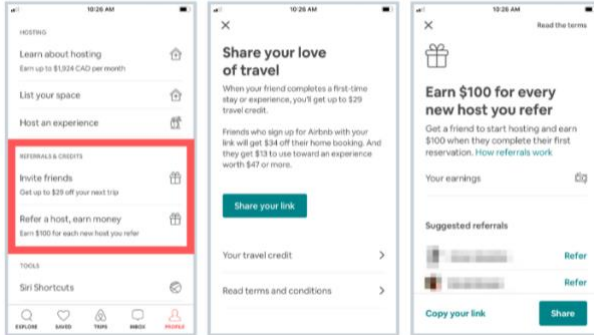 10:26 AM
HOSTING
Learn about hosting
Earn up to $1,924 CAD per month
List your space
Host an experience
REFERRALS & CREDITS
Invite friends
Get up to $29 off your next trip
Refer a host, earn money
Earn $100 for each new host you refer
TOOLS
Siri Shortcuts
EXPLORE SAVED TRIPS INBOX PROFILE
10:26 AM
Share your love
of travel
When your friend completes a first-time
stay or experience, you'll get up to $29
travel credit.
Friends who sign up for Airbnb with your
link will get $34 off their home booking. And
they get $13 to use toward an experience
worth $47 or more.
Share your link
Your travel credit
Read terms and conditions
10:26 AM
Read the terms
Earn $100 for every
new host you refer
Get a friend to start hosting and earn
$100 when they complete their first
reservation. How referrals work
Your earnings
$0
Suggested referrals
Refer
Refer
Copy your link
Share